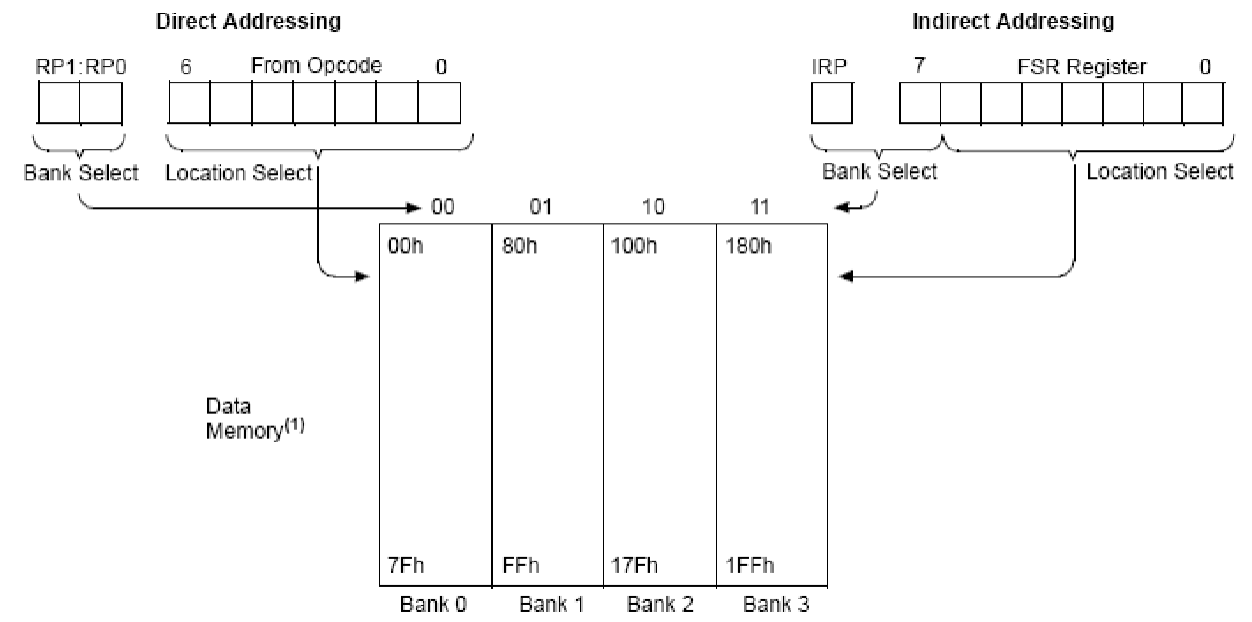 Direct Addressing
Indirect Addressing
RP1:RP0 6 From Opcode 0
IRP 7 FSR Register 0
Bank Select Location Select
Bank Select Location Select
00 01 10 11
00h 80h 100h 180h
Data
Memory(1)
7Fh FFh 17Fh 1FFh
Bank 0 Bank 1 Bank 2 Bank 3